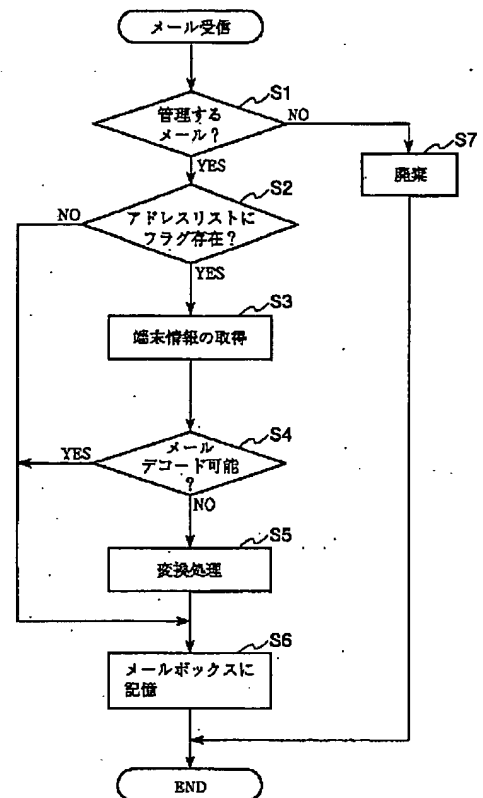 メール受信
S1
管理する
メール?
NO
YES
S7
廃棄
S2
NO
アドレスリストに
フラグ存在?
YES
S3
端末情報の取得
S4
YES
メール
デコード可能
?
NO
S5
変換処理
S6
メールボックスに
記憶
END